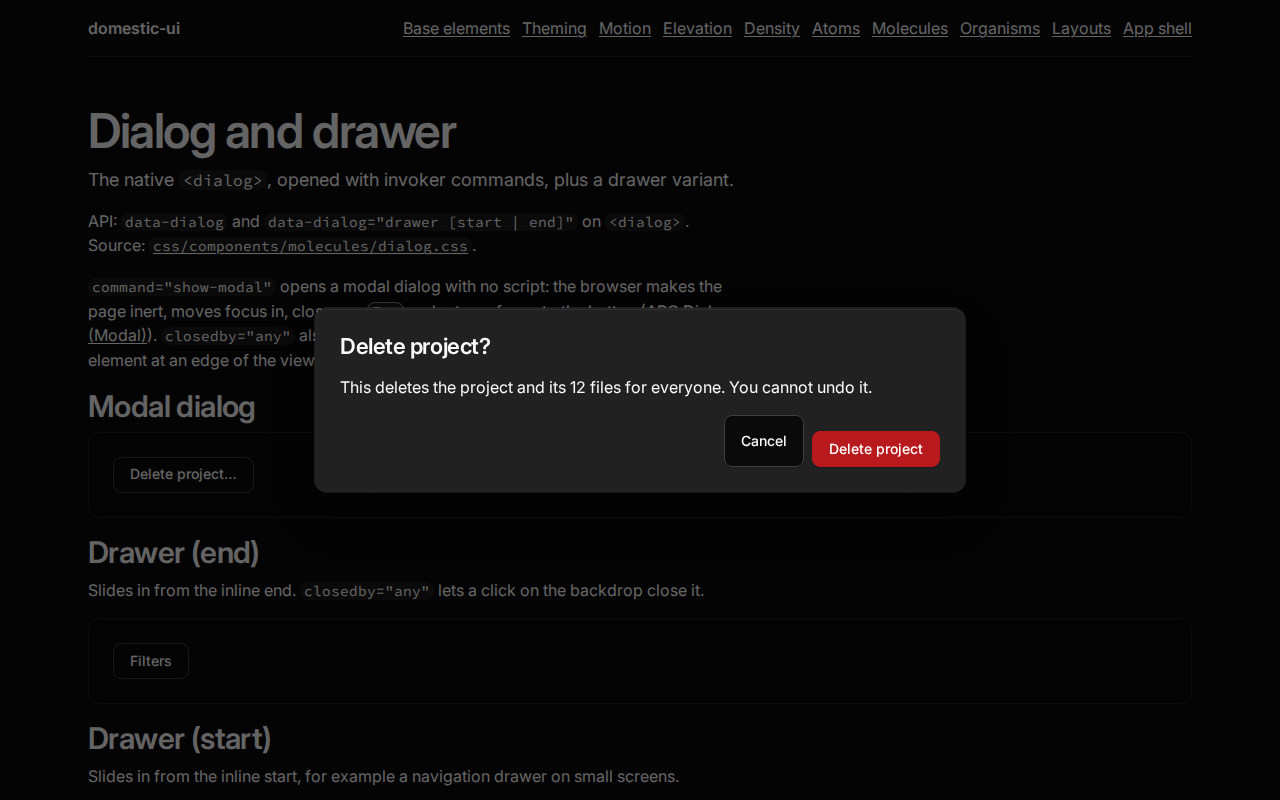 domestic-ui
Base elements Theming Motion Elevation Density Atoms Molecules Organisms Layouts App shell
Dialog and drawer
The native <dialog>, opened with invoker commands, plus a drawer variant.
API: data-dialog and data-dialog="drawer [start | end]" on <dialog>.
Source: css/components/molecules/dialog.css.
command="show-modal" opens a modal dialog with no script: the browser makes the
page inert, moves focus in,
(Modal)). closedby="any"
element at an edge of the
Delete project?
This deletes the project and its 12 files for everyone. You cannot undo it.
Cancel
Delete project
Modal dialog
Delete project...
Drawer (end)
Slides in from the inline end. closedby="any" lets a click on the backdrop close it.
Filters
Drawer (start)
Slides in from the inline start, for example a navigation drawer on small screens.